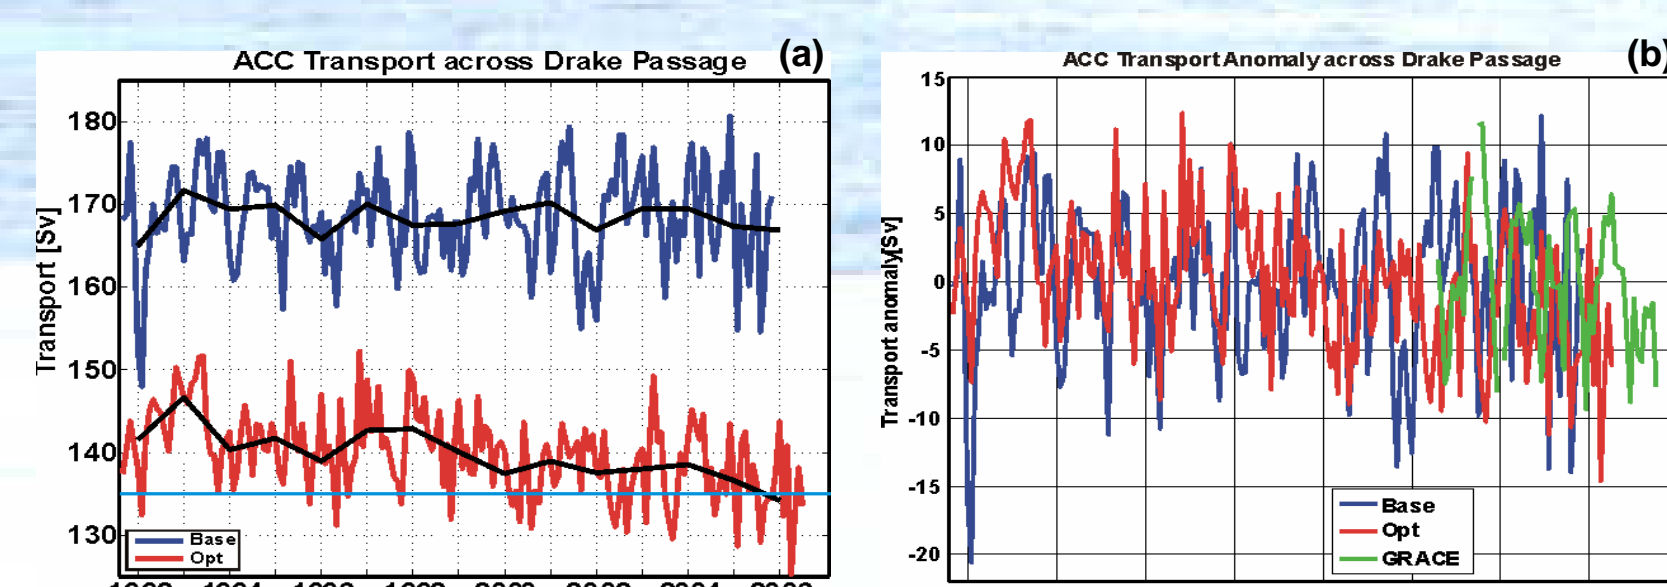 ACC Transport across Drake Passage (a)
Transport [Sv]
180
170
160
150
140
130
Base
Opt
ACC Transport Anomaly across Drake Passage (b)
Transport anomaly[Sv]
15
10
5
0
-5
-10
-15
-20
Base
Opt
GRACE